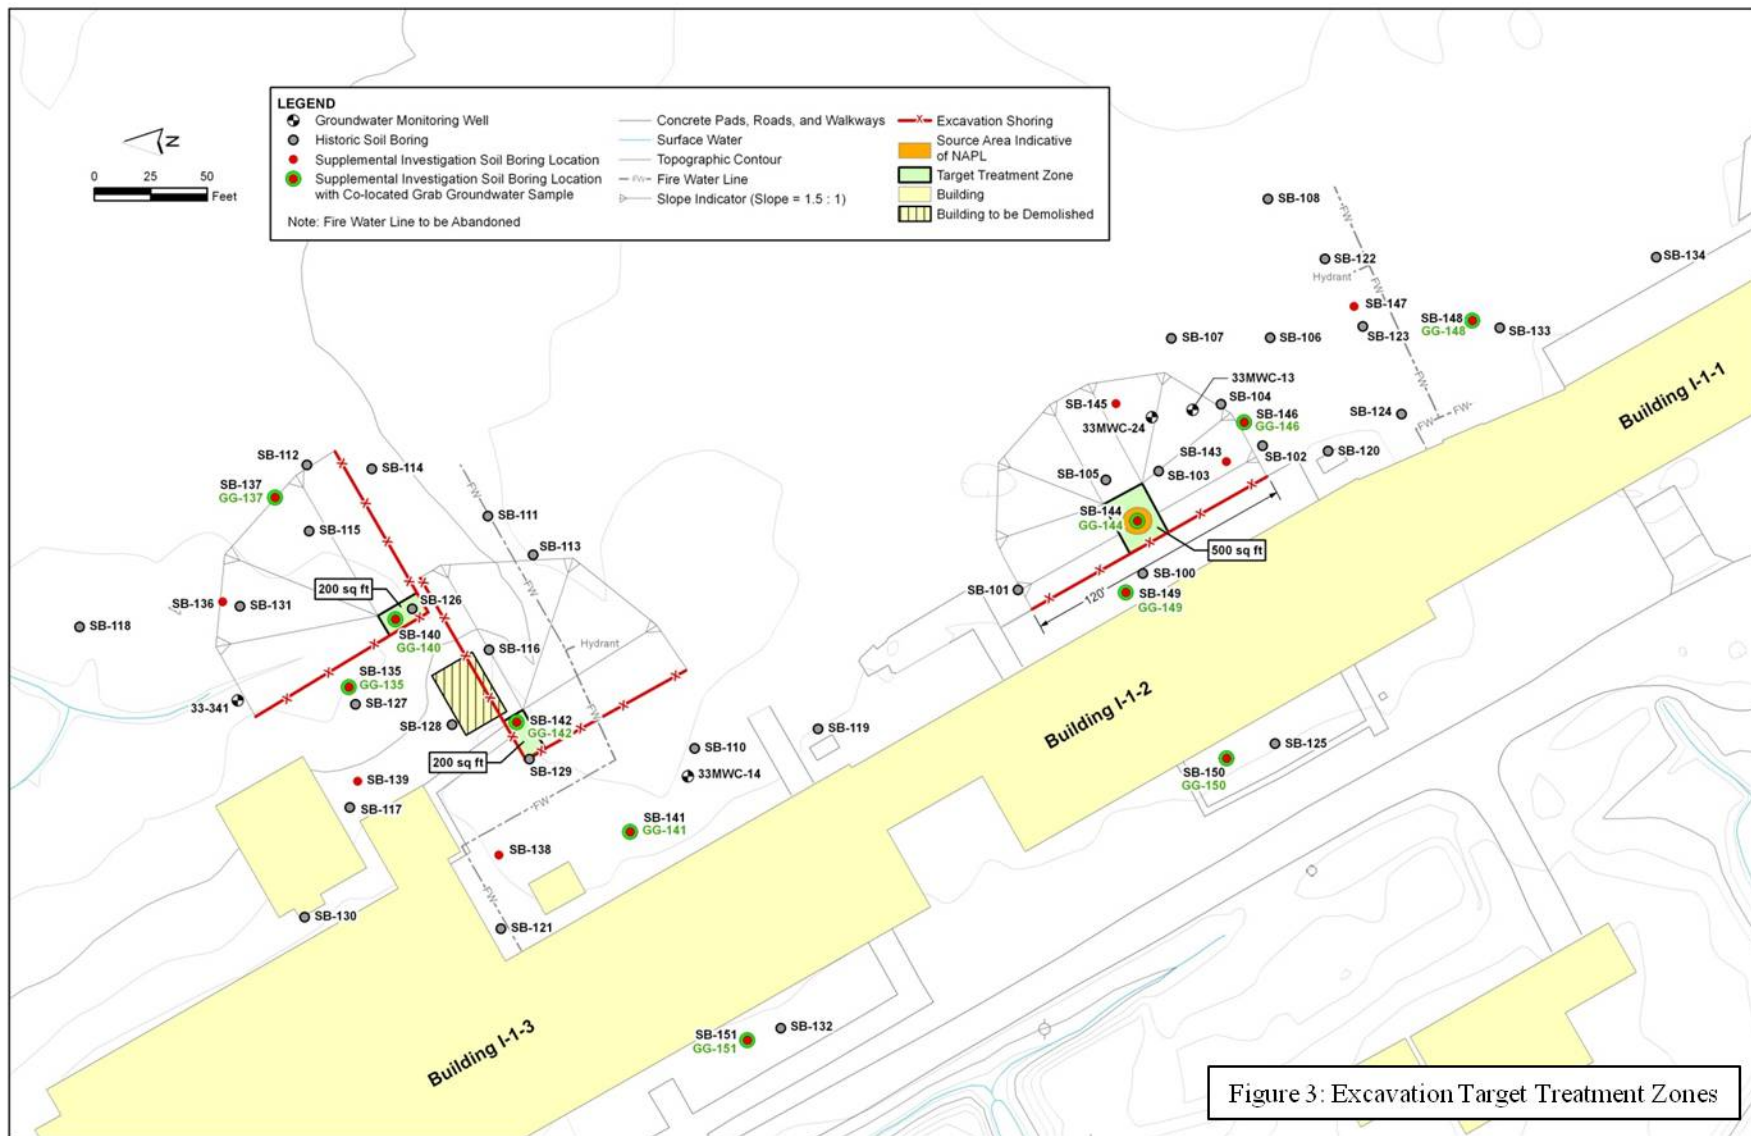 LEGEND
Groundwater Monitoring Well
Historic Soil Boring
Supplemental Investigation Soil Boring Location
Supplemental Investigation Soil Boring Location
with Co-located Grab Groundwater Sample
Note: Fire Water Line to be Abandoned
Concrete Pads, Roads, and Walkways
Surface Water
Topographic Contour
FW
Fire Water Line
Slope Indicator (Slope = 1.5 : 1)
X
Excavation Shoring
Source Area Indicative
of NAPL
Target Treatment Zone
Building
Building to be Demolished
N
0 25 50
Feet
SB-108
FW
SB-122
Hydrant
SB-134
FW
SB-147
SB-148
GG-148
SB-133
SB-123
SB-107
SB-106
FW
33MWC-13
SB-145
SB-104
33MWC-24
SB-146
GG-146
SB-124
FW
FW
Building I-1-1
SB-143
SB-102
SB-120
SB-105
SB-103
SB-144
GG-144
500 sq ft
SB-100
SB-101
120'
SB-149
GG-149
SB-112
SB-114
SB-137
GG-137
FW
SB-111
SB-115
SB-113
FW
200 sq ft
SB-126
SB-136
SB-131
SB-118
SB-140
GG-140
SB-116
Hydrant
SB-135
GG-135
SB-127
33-341
SB-128
SB-142
GG-142
FW
200 sq ft
SB-129
SB-110
33MWC-14
SB-119
Building I-1-2
SB-125
SB-150
GG-150
SB-139
SB-117
FW
SB-141
GG-141
SB-138
FW
SB-130
SB-121
SB-132
SB-151
GG-151
Building I-1-3
Figure 3: Excavation Target Treatment Zones